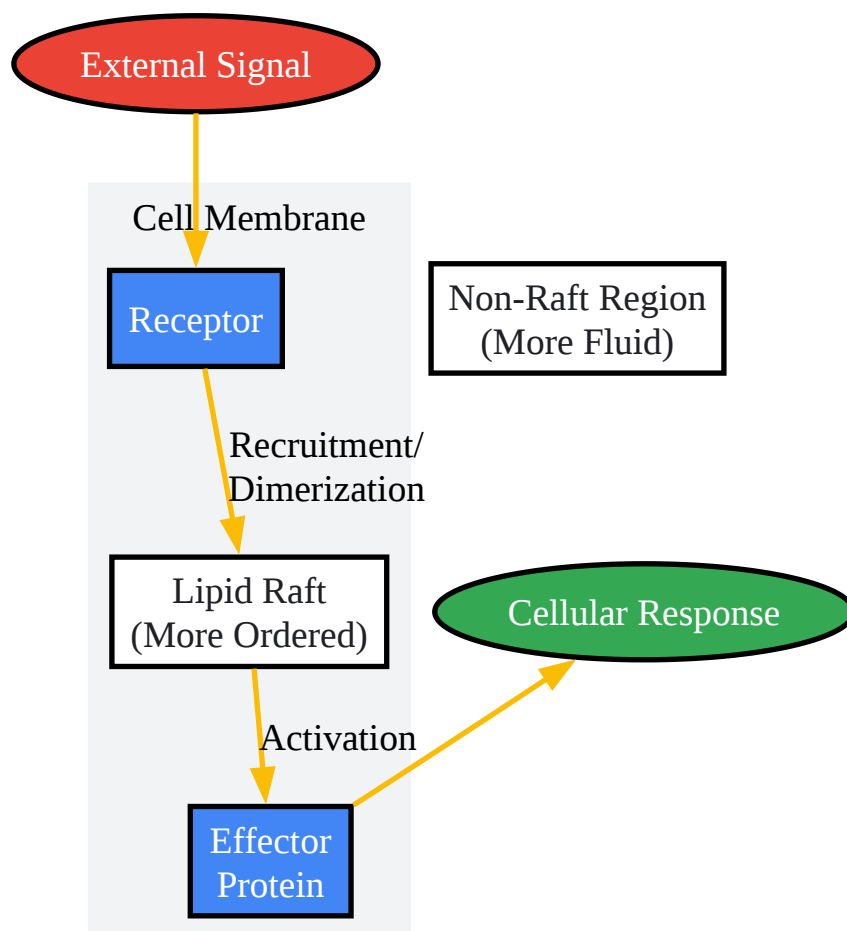 External Signal
Cell Membrane
Receptor
Non-Raft Region
(More Fluid)
Recruitment/
Dimerization
Lipid Raft
(More Ordered)
Cellular Response
Activation
Effector
Protein